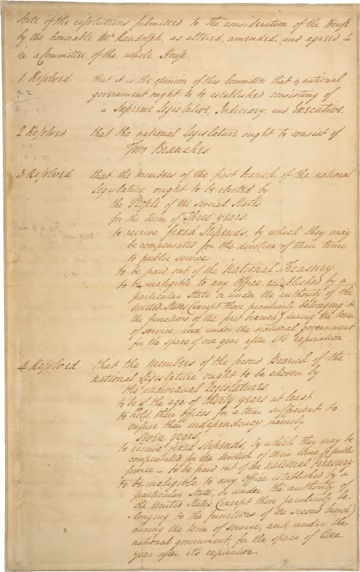 State of the resolutions submitted to the consideration of the House
by the honorable Mr. Randolph, as altered, amended, and agreed to
in a Committee of the whole House.
1. Resolved that it is the opinion of this Committee that a national
government ought to be established consisting of
a Supreme Legislative, Judiciary, and Executive.
2. Resolved that the national Legislature ought to consist of
Two Branches.
3. Resolved that the members of the first branch of the national
Legislature ought to be elected by
the People of the several States
for the term of Three years.
to receive fixed stipends, by which they may
be compensated for the devotion of their time
to public service
to be paid out of the National-Treasury
to be ineligible to any Office established by a
particular State or under the authority of the
United-States (except those peculiarly belonging to
the functions of the first branch) during the term
of service, and under the national government
for the space of one year after its expiration.
4. Resolved that the Members of the second Branch of the
national Legislature ought to be chosen by
the individual Legislatures.
to be of the age of thirty years at least
to hold their offices for a term sufficient to
ensure their independency, namely
seven years.
to receive fixed stipends, by which they may be
compensated for the devotion of their time to public
service – to be paid out of the National Treasury
to be ineligible to any Office established by a
particular State, or under the authority of
the United States (except those peculiarly be-
longing to the functions of the second branch)
during the term of service, and under the
national government, for the space of One
year after its expiration.